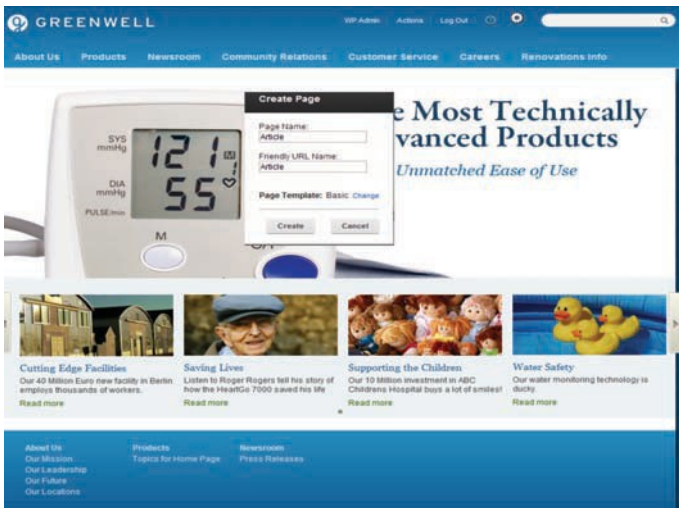 GREENWELL
WP Admin Actions Log Out
About Us Products Newsroom Community Relations Customer Service Careers Renovations Info
Create Page
Page Name:
Article
Friendly URL Name:
Article
Page Template: Basic Change
Create Cancel
e Most Technically
vanced Products
Unmatched Ease of Use
SYS
mmHg
121
M
1
DIA
mmHg
55
PULSE/min
M
Cutting Edge Facilities
Our 40 Million Euro new facility in Berlin
employs thousands of workers.
Read more
Saving Lives
Listen to Roger Rogers tell his story of
how the HeartGo 7000 saved his life
Read more
Supporting the Children
Our 10 Million investment in ABC
Childrens Hospital buys a lot of smiles!
Read more
Water Safety
Our water monitoring technology is
ducky.
Read more
About Us
Our Mission
Our Leadership
Our Future
Our Locations
Products
Topics for Home Page
Newsroom
Press Releases